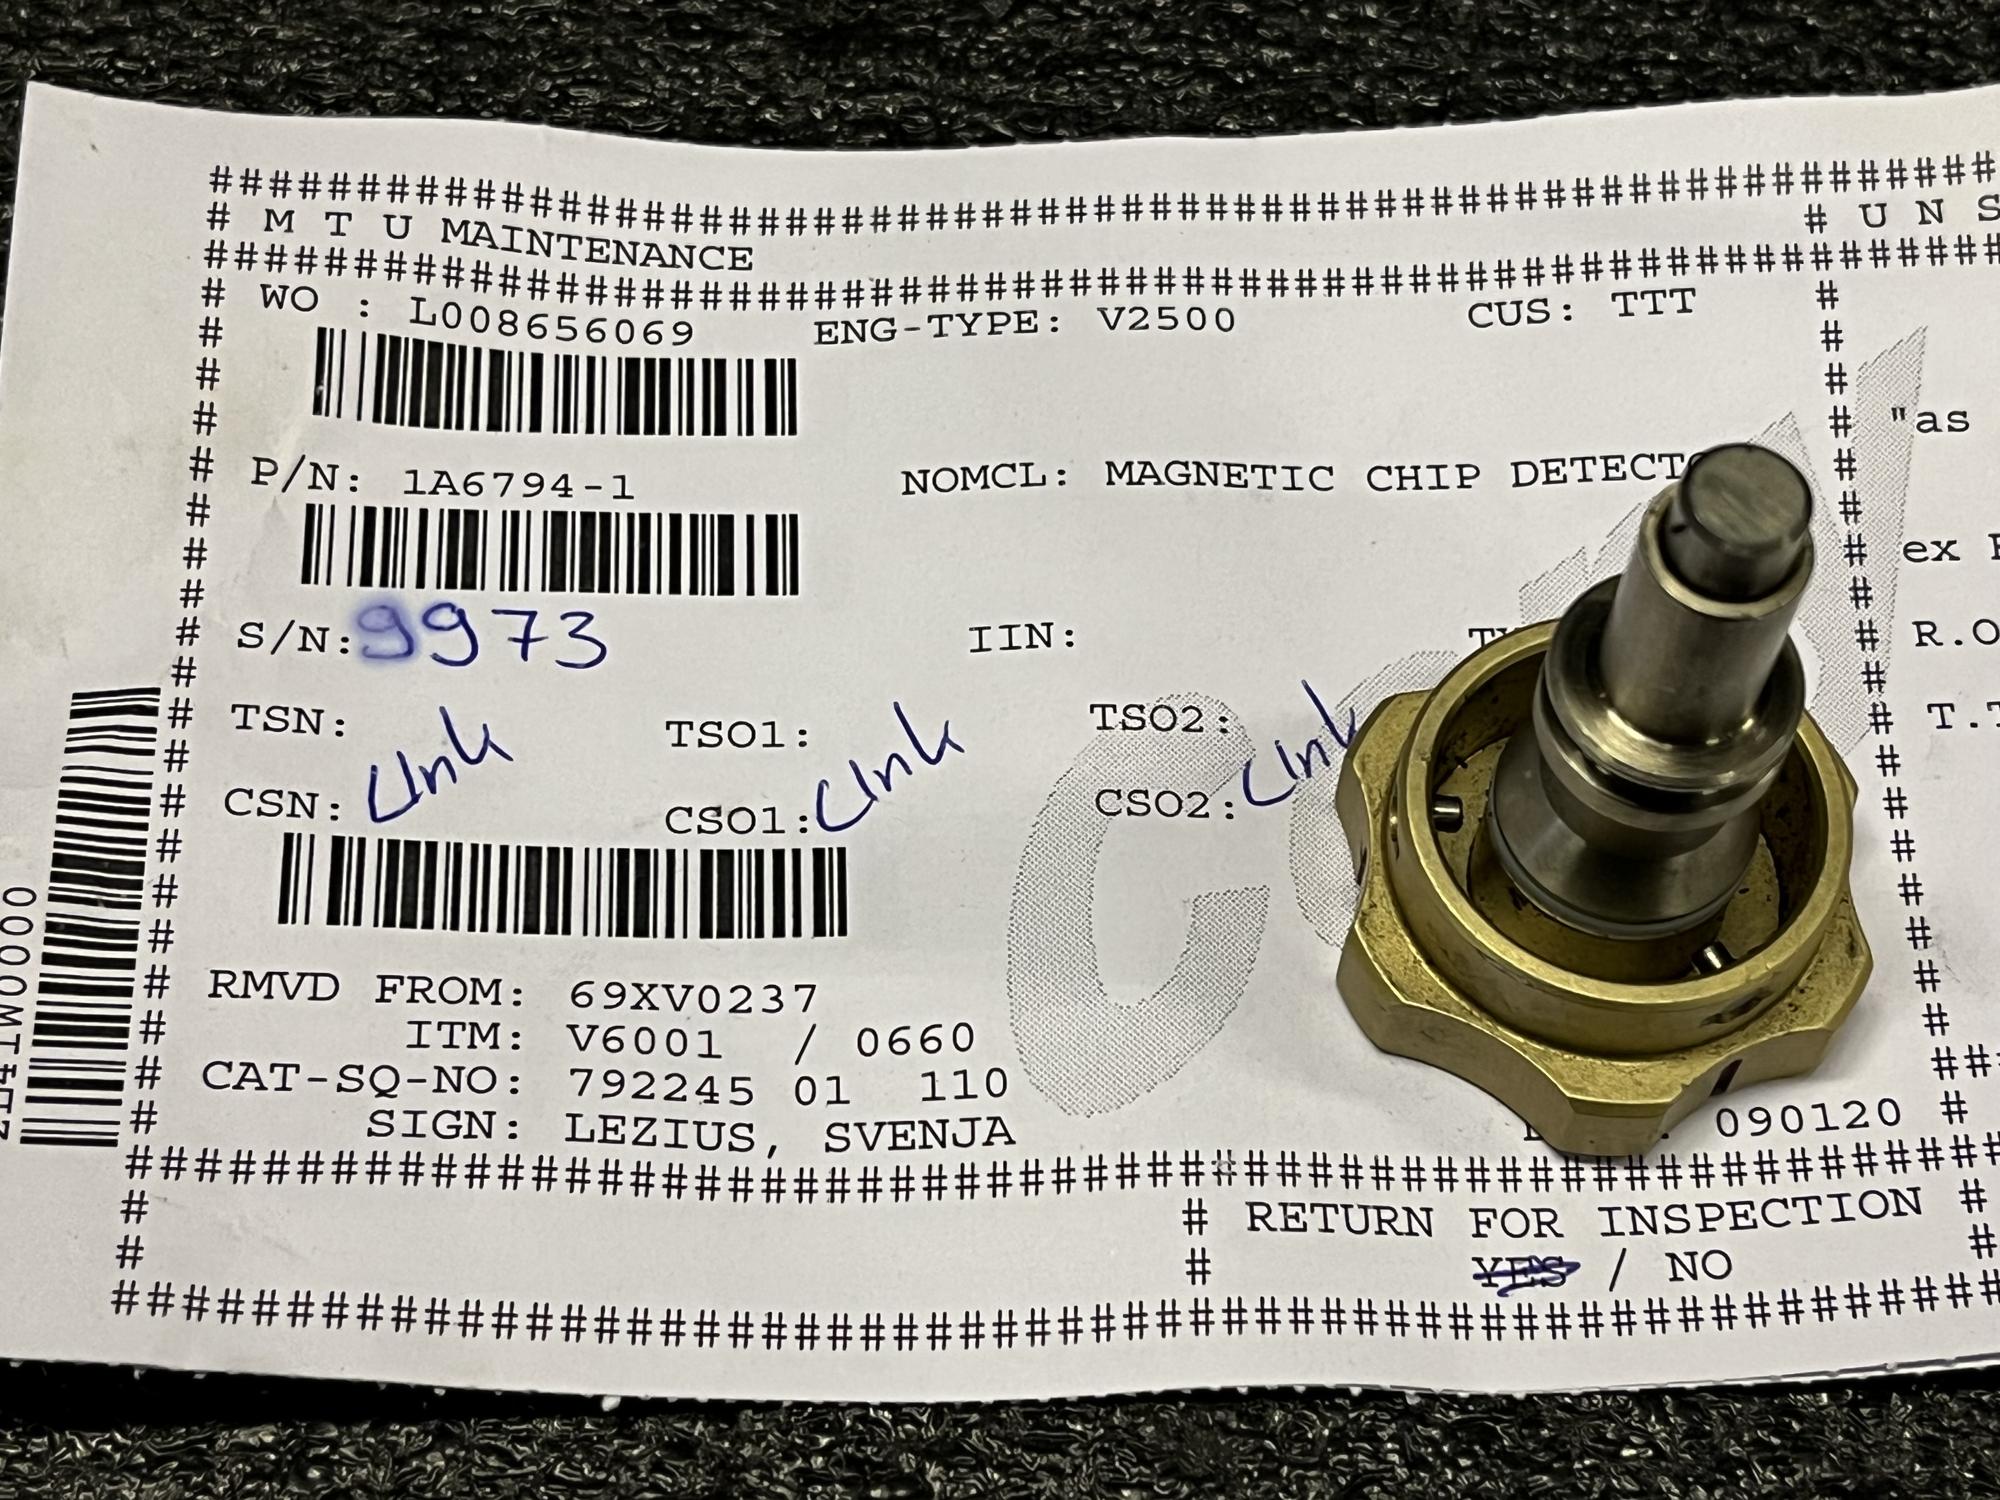 ##########################################################
# M T U MAINTENANCE # U N S
##########################################################
# WO : L008656069 ENG-TYPE: V2500 CUS: TTT #
"as
# P/N: 1A6794-1 NOMCL: MAGNETIC CHIP DETECTO
ex
# S/N: 9973 IIN: # R.O
# TSN: Unk TSO1: Unk TSO2: Unk # T.T
# CSN: CSO1: CSO2: #
# RMVD FROM: 69XV0237 #
# ITM: V6001 / 0660 #
# CAT-SQ-NO: 792245 01 110 ##
# SIGN: LEZIUS, SVENJA 090120 #
##########################################################
# # RETURN FOR INSPECTION #
# # YES / NO #
##########################################################